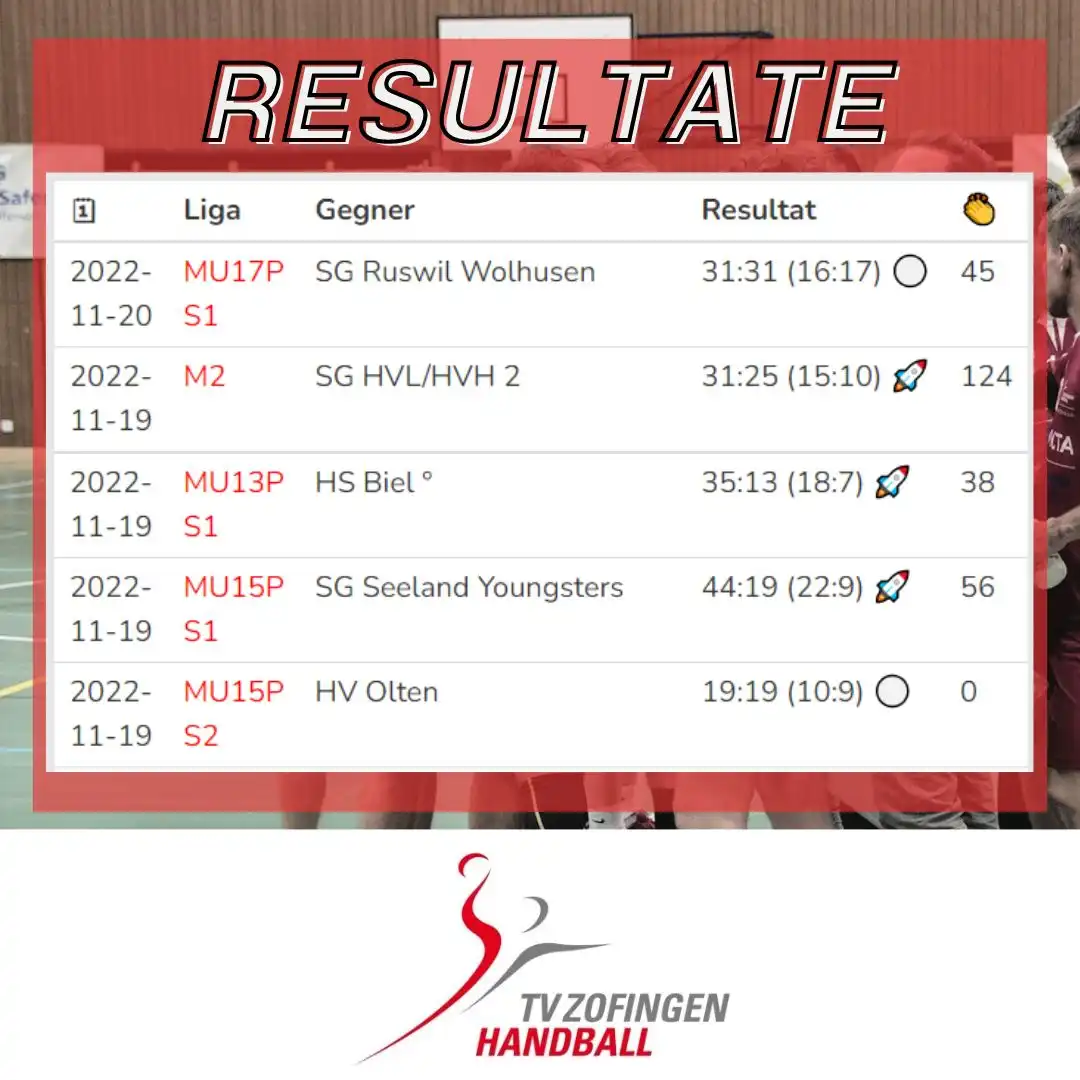 RESULTATE
Liga Gegner Resultat
2022- MU17P SG Ruswil Wolhusen 31:31 (16:17) 45
11-20 S1
2022- M2 SG HVL/HVH 2 31:25 (15:10) 124
11-19
2022- MU13P HS Biel ° 35:13 (18:7) 38
11-19 S1
2022- MU15P SG Seeland Youngsters 44:19 (22:9) 56
11-19 S1
2022- MU15P HV Olten 19:19 (10:9) 0
11-19 S2
TV ZOFINGEN
HANDBALL